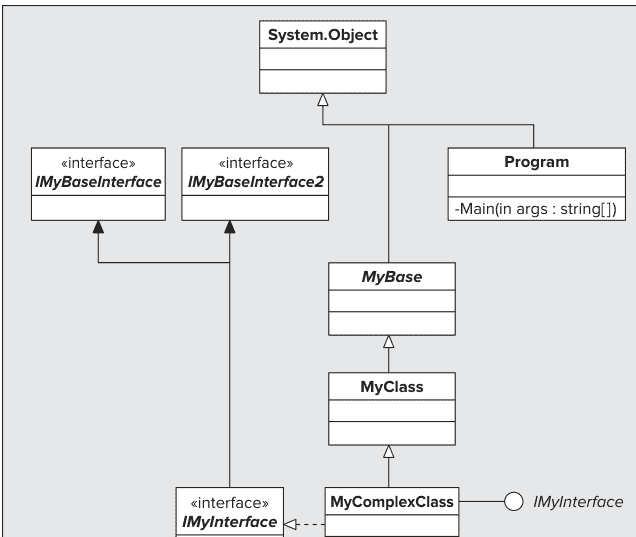 System.Object
«interface»
IMyBaseInterface
«interface»
IMyBaseInterface2
Program
-Main(in args : string[])
MyBase
MyClass
«interface»
IMyInterface
MyComplexClass
IMyInterface